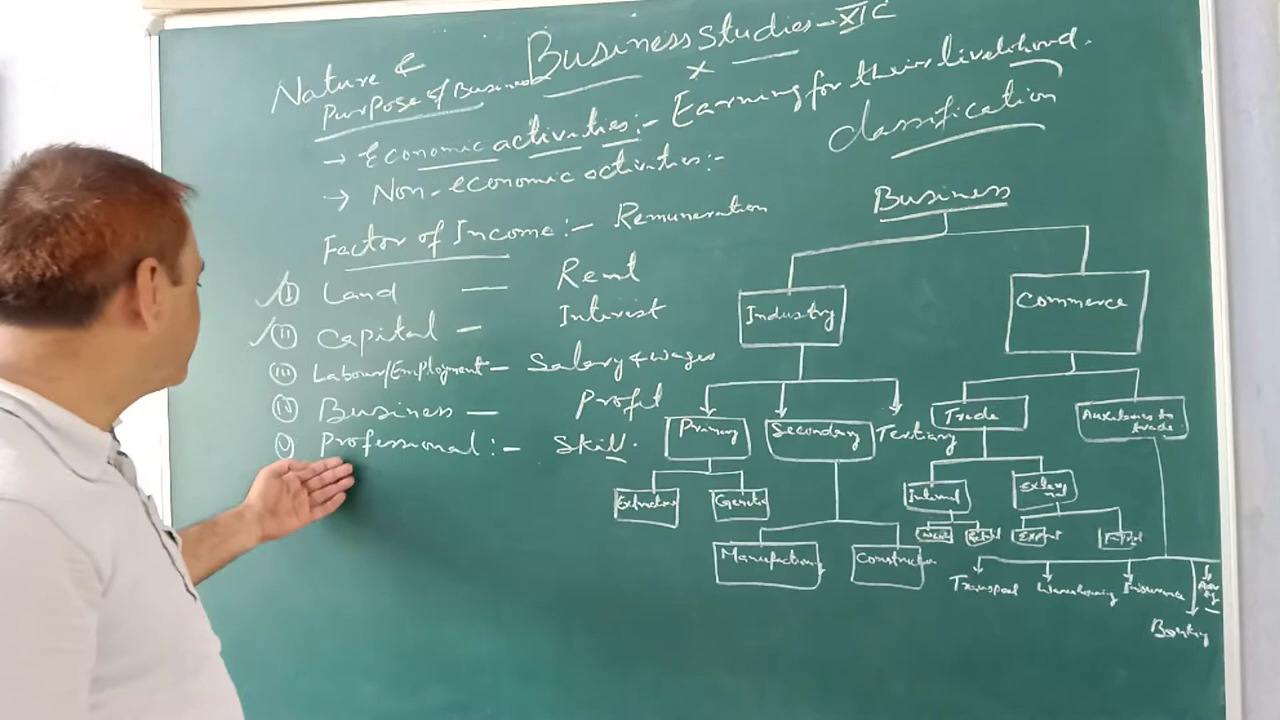 Business Studies - XI C
Nature &
Purpose of Business
×
→ Economic activities:- Earning for their livelihood.
→ Non-economic activities:-
Classification
Factor of Income:- Remuneration
(I) Land — Rent
(II) Capital — Interest
(III) Labour/Employment — Salary & wages
(IV) Business — Profit
(V) Professional:- Skill.
Business
Industry
Commerce
Primary
Secondary
Tertiary
Trade
Auxiliaries to
trade.
Genetic
Internal
External
Manufacturing
Construction
Export
Transport
Warehousing
Insurance
Banking